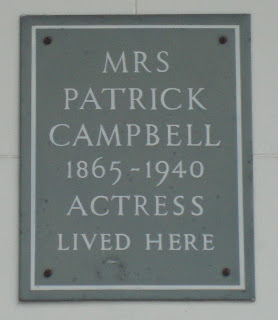 MRS
PATRICK
CAMPBELL
1865-1940
ACTRESS
LIVED HERE